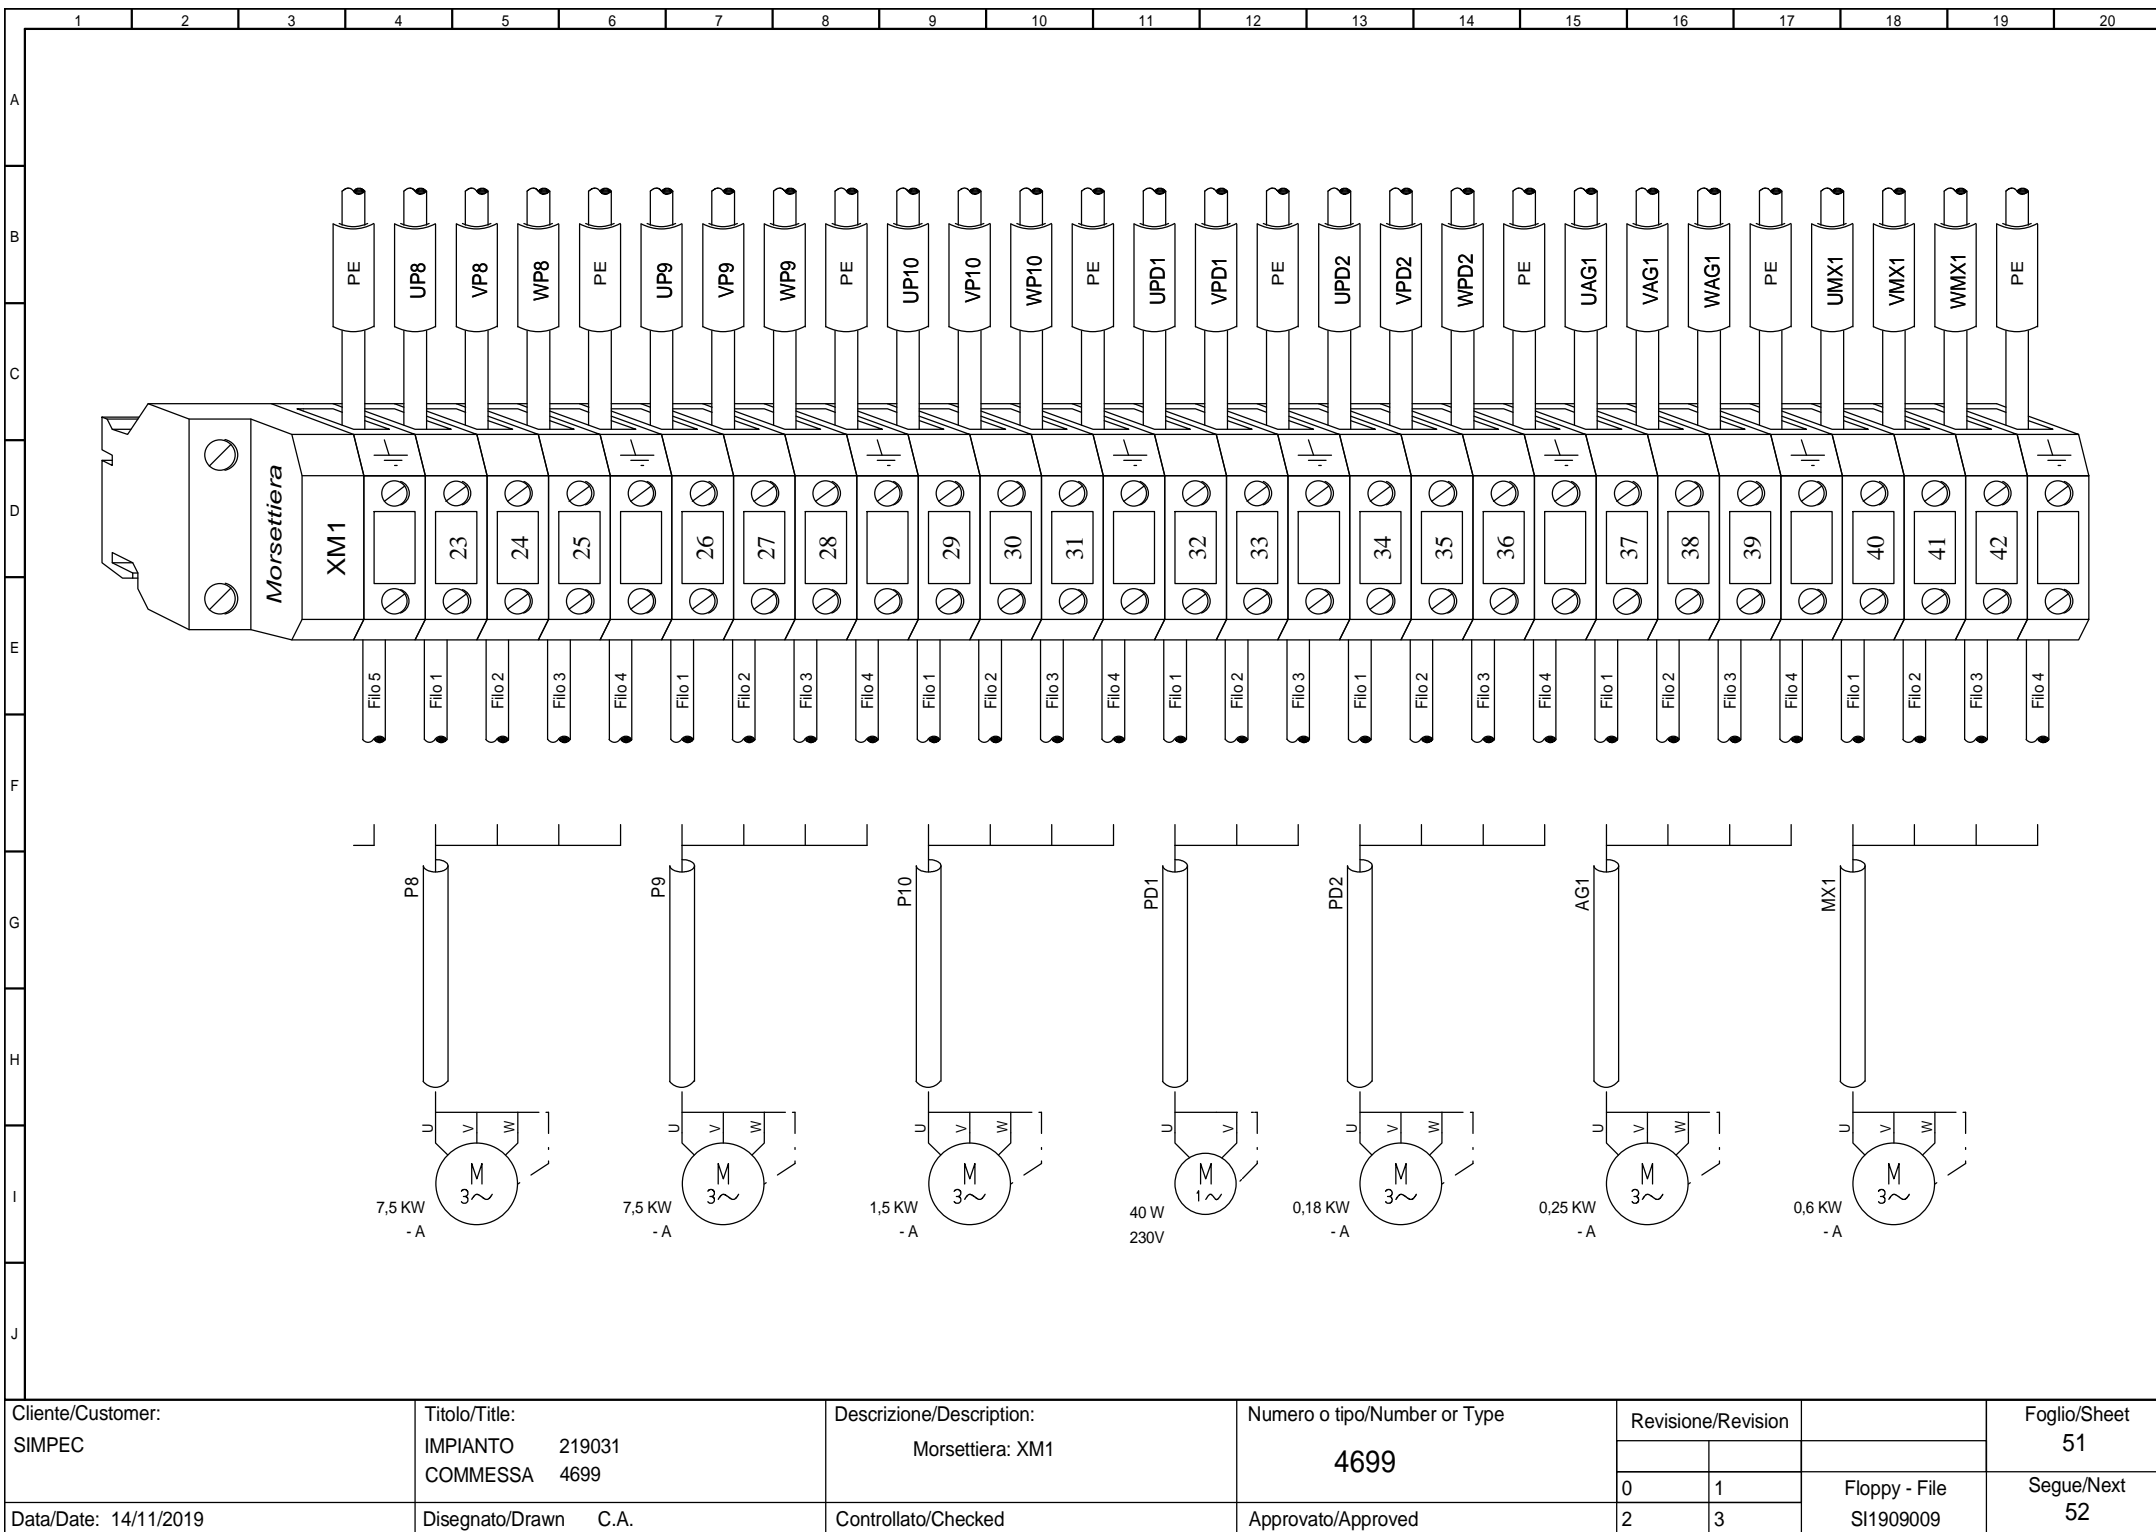 1 2 3 4 5 6 7 8 9 10 11 12 13 14 15 16 17 18 19 20
A
B
C
D
E
F
G
H
I
J
PE UP8 VP8 WP8 PE UP9 VP9 WP9 PE UP10 VP10 WP10 PE UPD1 VPD1 PE UPD2 VPD2 WPD2 PE UAG1 VAG1 WAG1 PE UMX1 VMX1 WMX1 PE
Morsettiera
XM1
23 24 25 26 27 28 29 30 31 32 33 34 35 36 37 38 39 40 41 42
Filo 5 Filo 1 Filo 2 Filo 3 Filo 4 Filo 1 Filo 2 Filo 3 Filo 4 Filo 1 Filo 2 Filo 3 Filo 4 Filo 1 Filo 2 Filo 3 Filo 1 Filo 2 Filo 3 Filo 4 Filo 1 Filo 2 Filo 3 Filo 4 Filo 1 Filo 2 Filo 3 Filo 4
P8 P9 P10 PD1 PD2 AG1 MX1
U V W U V W U V W U V U V W U V W U V W
M M M M M M M
3~ 3~ 3~ 1~ 3~ 3~ 3~
7,5 KW 7,5 KW 1,5 KW 40 W 0,18 KW 0,25 KW 0,6 KW
- A - A - A 230V - A - A - A
Cliente/Customer:
SIMPEC
Data/Date: 14/11/2019
Titolo/Title:
IMPIANTO 219031
COMMESSA 4699
Disegnato/Drawn C.A.
Descrizione/Description:
Morsettiera: XM1
Controllato/Checked
Numero o tipo/Number or Type
4699
Approvato/Approved
Revisione/Revision
0 1
2 3
Floppy - File
SI1909009
Foglio/Sheet
51
Segue/Next
52